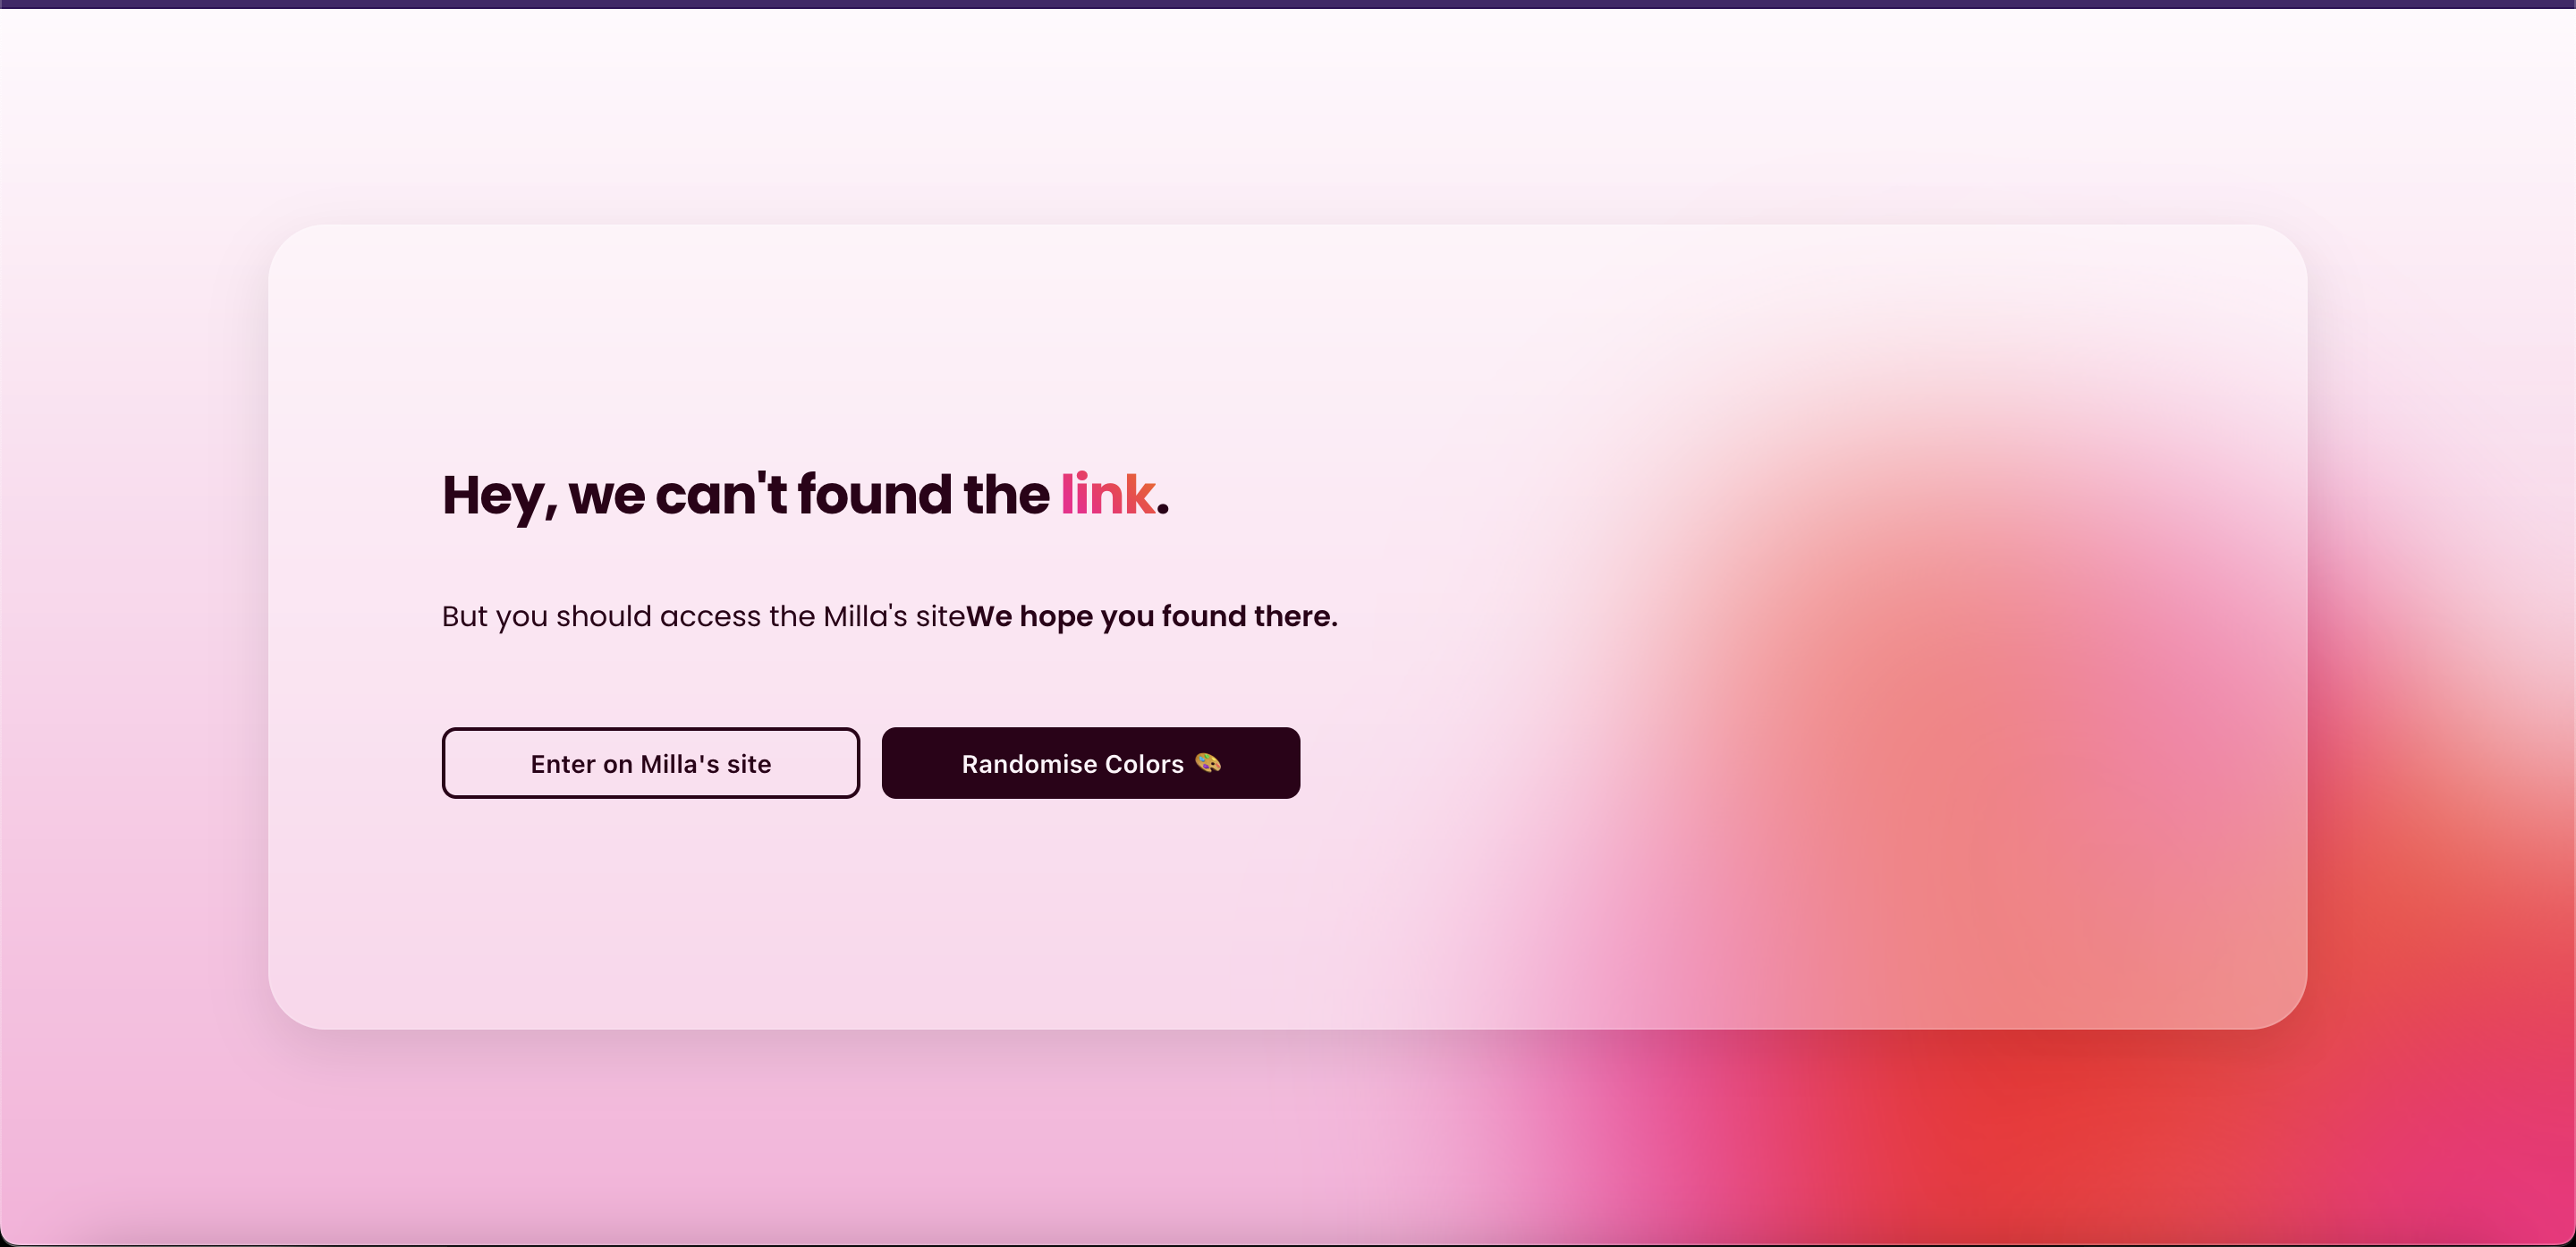 Hey, we can't found the link.
But you should access the Milla's siteWe hope you found there.
Enter on Milla's site
Randomise Colors 🎨